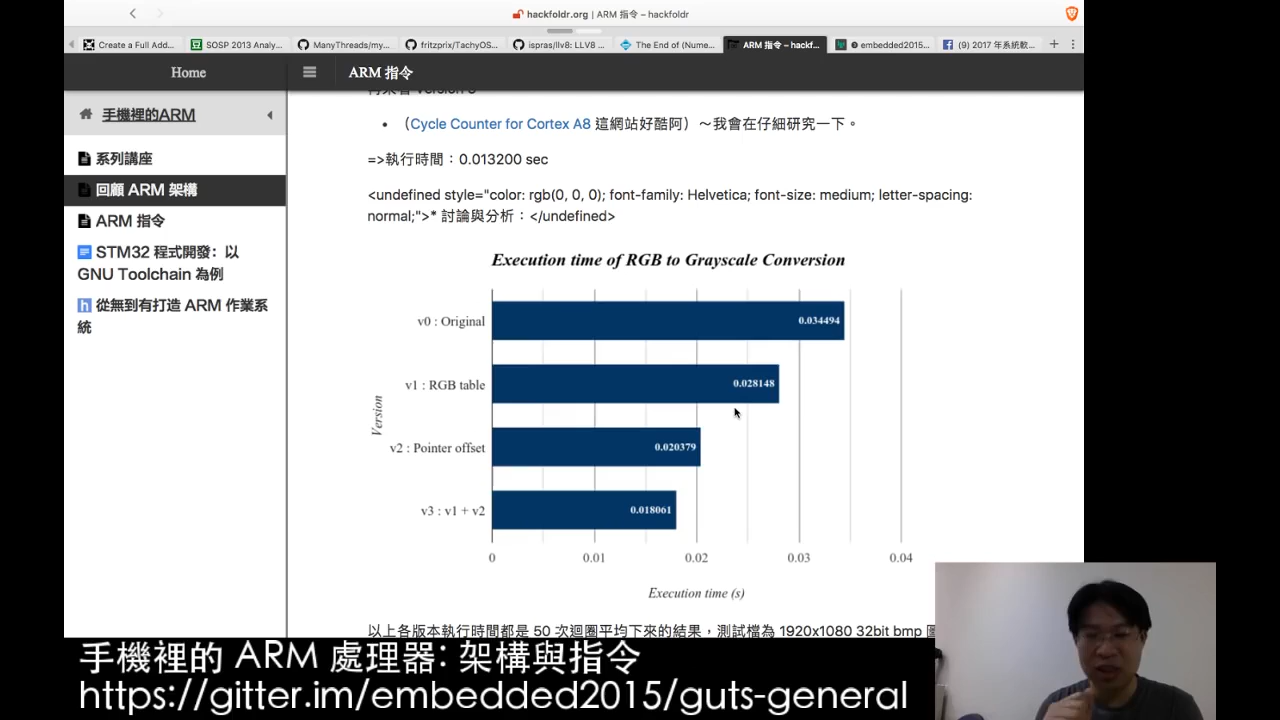 hackfoldr.org | ARM 指令 – hackfoldr
Create a Full Add...
SOSP 2013 Analy...
ManyThreads/my...
fritzprix/TachyOS...
ispras/llv8: LLV8 ...
The End of (Nume...
ARM 指令 – hackf...
embedded2015...
(9) 2017 年系統軟...
Home
ARM 指令
手機裡的ARM
系列講座
回顧 ARM 架構
ARM 指令
STM32 程式開發：以
GNU Toolchain 為例
從無到有打造 ARM 作業系
統
(Cycle Counter for Cortex A8 這網站好酷阿）～我會在仔細研究一下。
=>執行時間：0.013200 sec
<undefined style="color: rgb(0, 0, 0); font-family: Helvetica; font-size: medium; letter-spacing:
normal;">* 討論與分析：</undefined>
Execution time of RGB to Grayscale Conversion
v0 : Original
0.034494
v1 : RGB table
0.028148
Version
v2 : Pointer offset
0.020379
v3 : v1 + v2
0.018061
0 0.01 0.02 0.03 0.04
Execution time (s)
以上各版本執行時間都是 50 次迴圈平均下來的結果，測試檔為 1920x1080 32bit bmp
手機裡的 ARM 處理器: 架構與指令
https://gitter.im/embedded2015/guts-general